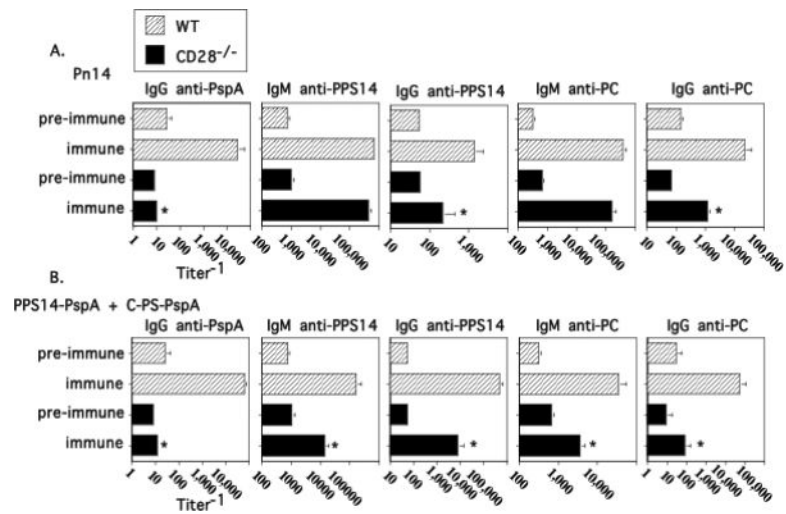 WT
CD28-/-
A.
Pn14
IgG anti-PspA IgM anti-PPS14 IgG anti-PPS14 IgM anti-PC IgG anti-PC
pre-immune
immune
pre-immune
immune
* * *
1 10 100 1,000 10,000 100 1000 10,000 100,000 10 100 1,000 100 1,000 10,000 100,000 10 100 1,000 10,000 100,000
Titer-1
B.
PPS14-PspA + C-PS-PspA
IgG anti-PspA IgM anti-PPS14 IgG anti-PPS14 IgM anti-PC IgG anti-PC
pre-immune
immune
pre-immune
immune
* * * * *
1 10 100 1,000 10,000 100 1000 10000 100000 10 100 1,000 10,000 100,000 100 1,000 10,000 1 10 100 1,000 10,000 100,000
Titer-1